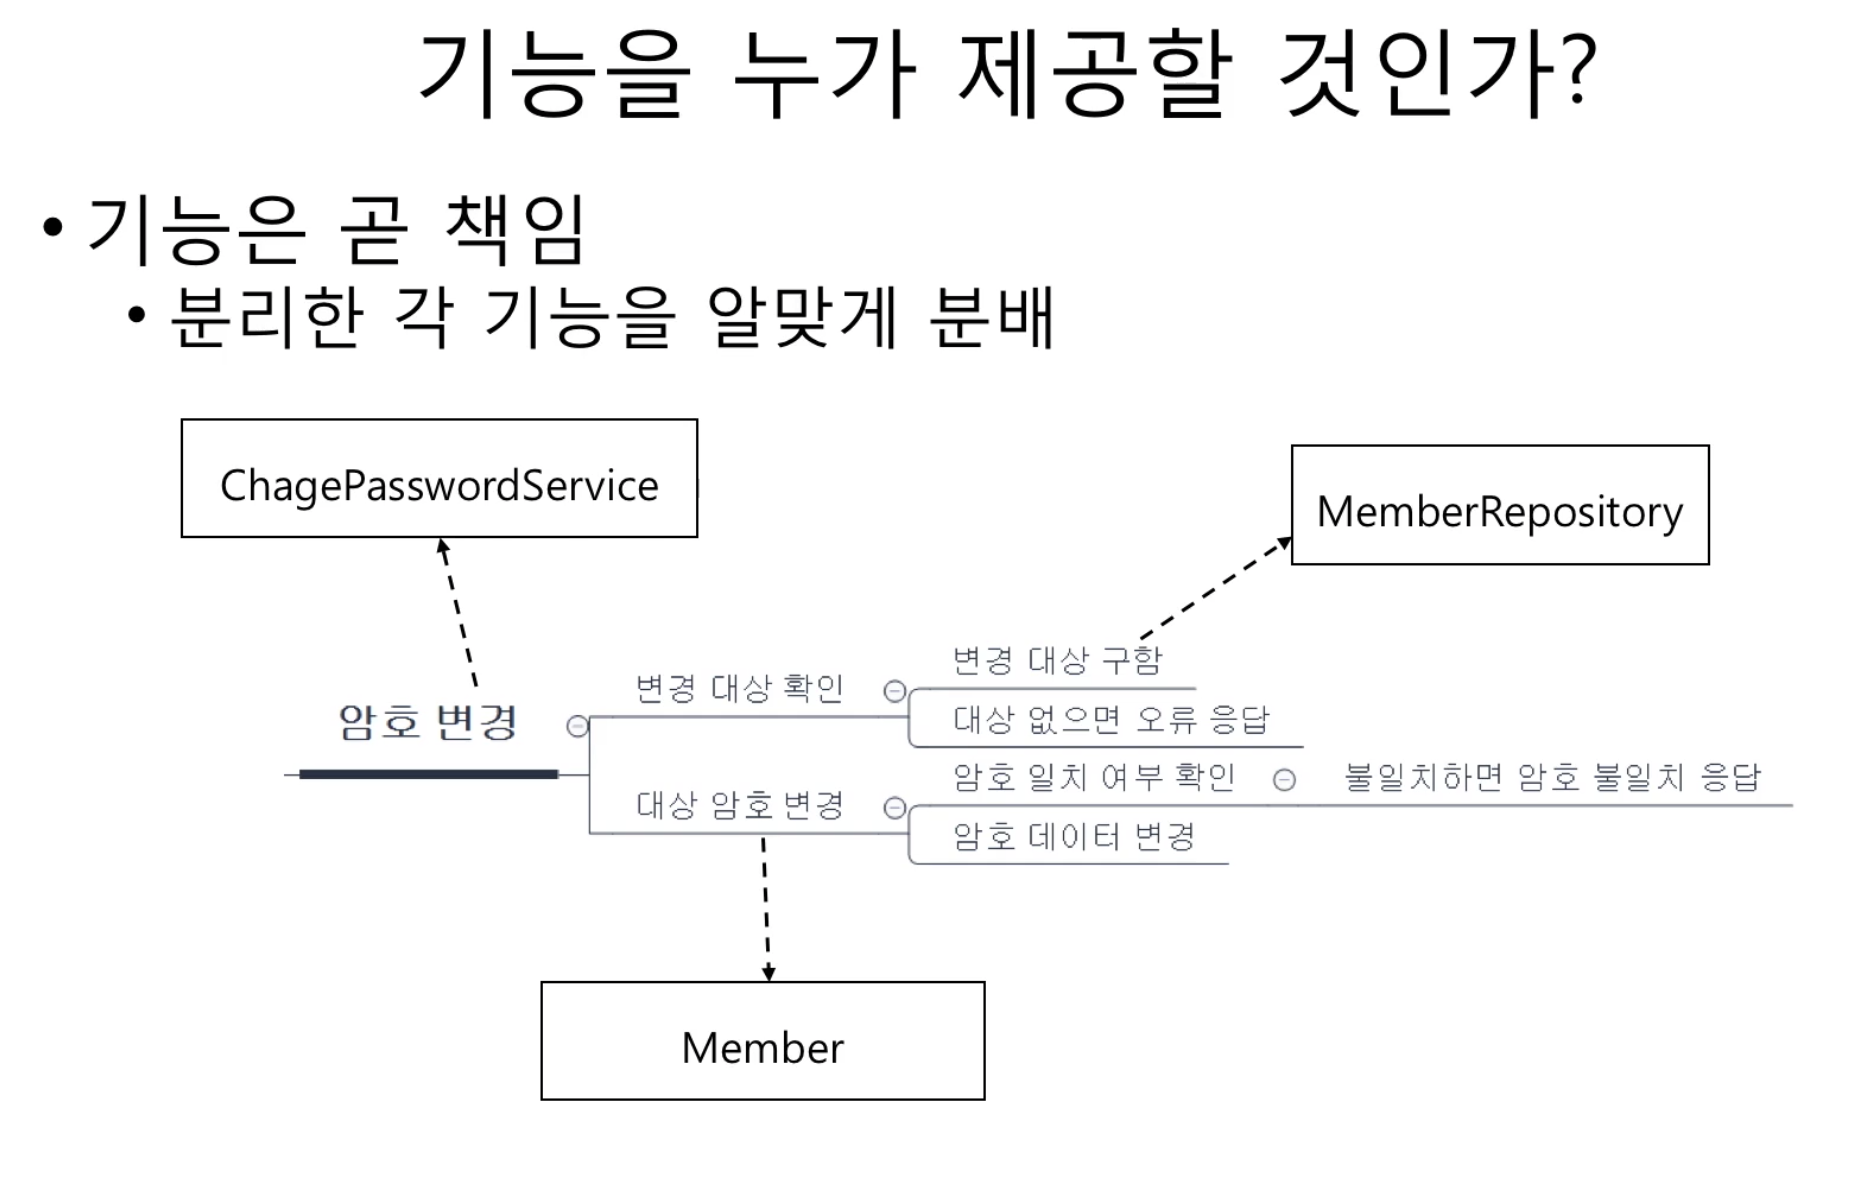 기능을 누가 제공할 것인가?
• 기능은 곧 책임
• 분리한 각 기능을 알맞게 분배
ChagePasswordService
MemberRepository
암호 변경
변경 대상 확인
변경 대상 구함
대상 없으면 오류 응답
대상 암호 변경
암호 일치 여부 확인
불일치하면 암호 불일치 응답
암호 데이터 변경
Member